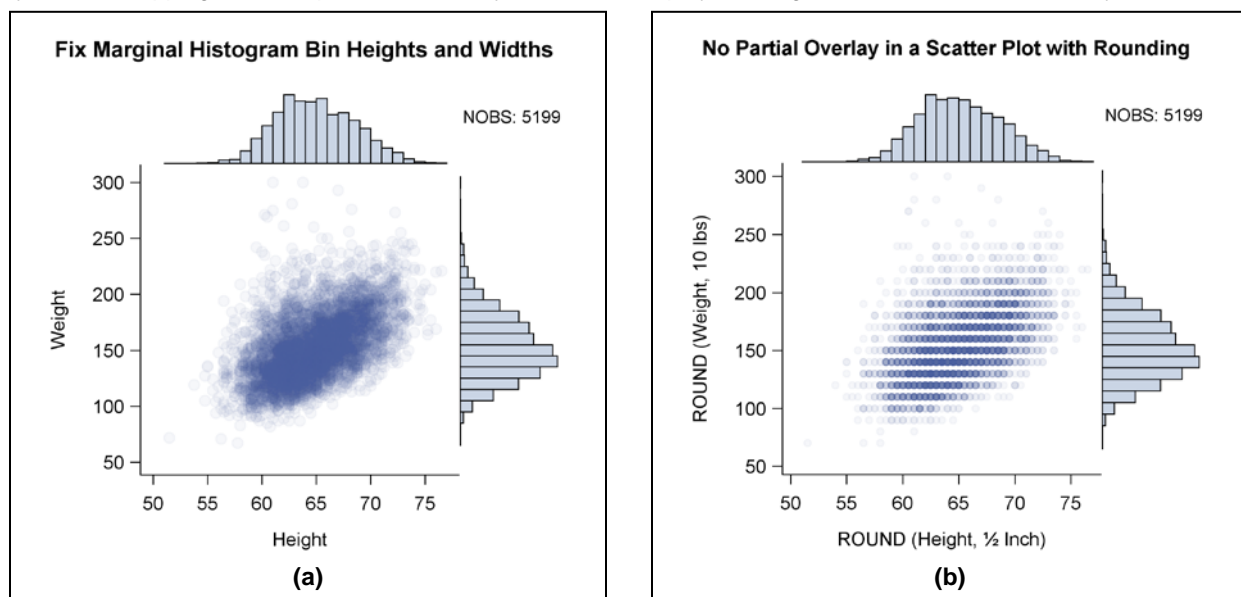 Fix Marginal Histogram Bin Heights and Widths
NOBS: 5199
300
250
200
150
100
50
Weight
50 55 60 65 70 75
Height
(a)
No Partial Overlay in a Scatter Plot with Rounding
NOBS: 5199
300
250
200
150
100
50
ROUND (Weight, 10 lbs)
50 55 60 65 70 75
ROUND (Height, ½ Inch)
(b)